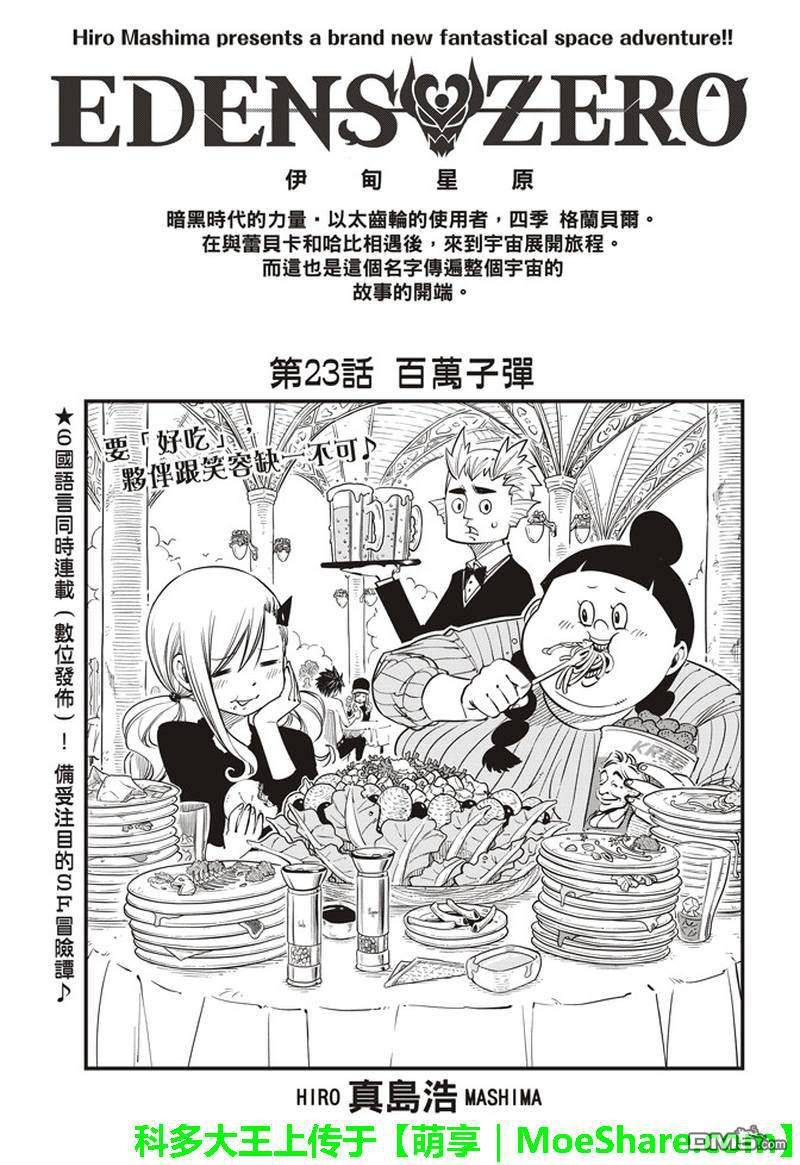 Hiro Mashima presents a brand new fantastical space adventure!!
EDENS ZERO
伊甸星原
暗黑時代的力量・以太齒輪的使用者，四季 格蘭貝爾。
在與蕾貝卡和哈比相遇後，來到宇宙展開旅程。
而這也是這個名字傳遍整個宇宙的
故事的開端。
第23話 百萬子彈
★6國語言同時連載（數位發佈）！ 備受注目的SF冒險譚♪
要「好吃」，
夥伴跟笑容缺一不可♪
HIRO 真島浩 MASHIMA
科多大王上传于【萌享｜MoeShare